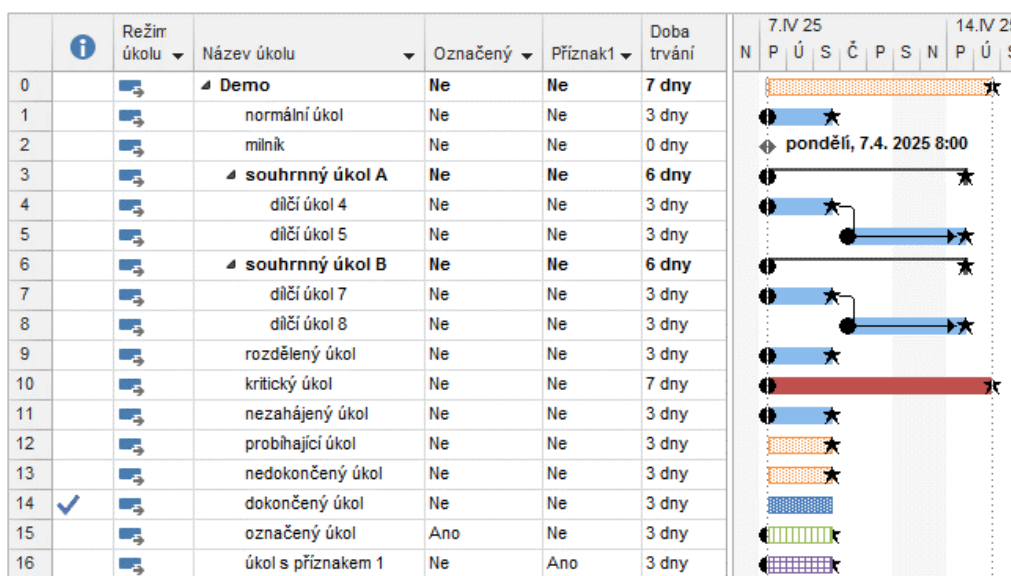 Režim úkolu Název úkolu Označený Příznak1 Doba trvání 7.IV 25 14.IV 25
N P Ú S Č P S N P Ú S
0 Demo Ne Ne 7 dny
1 normální úkol Ne Ne 3 dny
2 milník Ne Ne 0 dny pondělí, 7.4. 2025 8:00
3 souhrnný úkol A Ne Ne 6 dny
4 dílčí úkol 4 Ne Ne 3 dny
5 dílčí úkol 5 Ne Ne 3 dny
6 souhrnný úkol B Ne Ne 6 dny
7 dílčí úkol 7 Ne Ne 3 dny
8 dílčí úkol 8 Ne Ne 3 dny
9 rozdělený úkol Ne Ne 3 dny
10 kritický úkol Ne Ne 7 dny
11 nezahájený úkol Ne Ne 3 dny
12 probíhající úkol Ne Ne 3 dny
13 nedokončený úkol Ne Ne 3 dny
14 dokončený úkol Ne Ne 3 dny
15 označený úkol Ano Ne 3 dny
16 úkol s příznakem 1 Ne Ano 3 dny